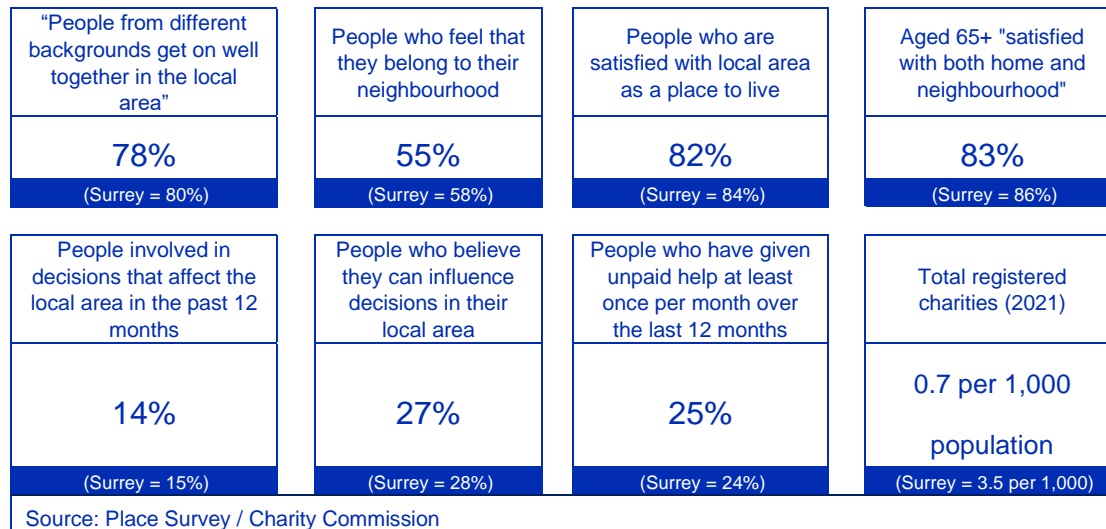 “People from different
backgrounds get on well
together in the local
area”
78%
(Surrey = 80%)
People who feel that
they belong to their
neighbourhood
55%
(Surrey = 58%)
People who are
satisfied with local area
as a place to live
82%
(Surrey = 84%)
Aged 65+ "satisfied
with both home and
neighbourhood"
83%
(Surrey = 86%)
People involved in
decisions that affect the
local area in the past 12
months
14%
(Surrey = 15%)
People who believe
they can influence
decisions in their
local area
27%
(Surrey = 28%)
People who have given
unpaid help at least
once per month over
the last 12 months
25%
(Surrey = 24%)
Total registered
charities (2021)
0.7 per 1,000
population
(Surrey = 3.5 per 1,000)
Source: Place Survey / Charity Commission